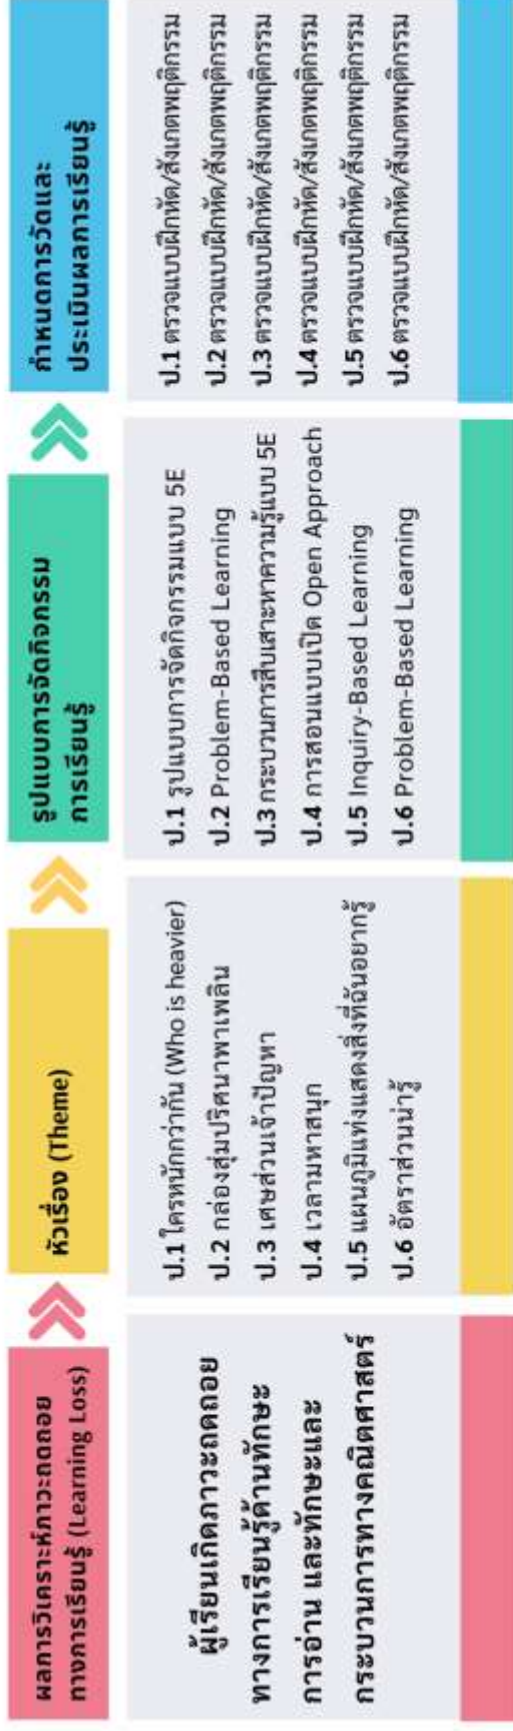 ผลการวิเคราะห์ภาวะถดถอย
ทางการเรียนรู้ (Learning Loss)
ผู้เรียนเกิดภาวะถดถอย
ทางการเรียนรู้ด้านทักษะ
การอ่าน และทักษะและ
กระบวนการทางคณิตศาสตร์
หัวเรื่อง (Theme)
ป.1 ใครหนักกว่ากัน (Who is heavier)
ป.2 กล่องสุ่มปริศนาพาเพลิน
ป.3 เศษส่วนเจ้าปัญหา
ป.4 เวลามหาสนุก
ป.5 แผนภูมิแท่งแสดงสิ่งที่ฉันอยากรู้
ป.6 อัตราส่วนน่ารู้
รูปแบบการจัดกิจกรรม
การเรียนรู้
ป.1 รูปแบบการจัดกิจกรรมแบบ 5E
ป.2 Problem-Based Learning
ป.3 กระบวนการสืบเสาะหาความรู้แบบ 5E
ป.4 การสอนแบบเปิด Open Approach
ป.5 Inquiry-Based Learning
ป.6 Problem-Based Learning
กำหนดการวัดและ
ประเมินผลการเรียนรู้
ป.1 ตรวจแบบฝึกหัด/สังเกตพฤติกรรม
ป.2 ตรวจแบบฝึกหัด/สังเกตพฤติกรรม
ป.3 ตรวจแบบฝึกหัด/สังเกตพฤติกรรม
ป.4 ตรวจแบบฝึกหัด/สังเกตพฤติกรรม
ป.5 ตรวจแบบฝึกหัด/สังเกตพฤติกรรม
ป.6 ตรวจแบบฝึกหัด/สังเกตพฤติกรรม